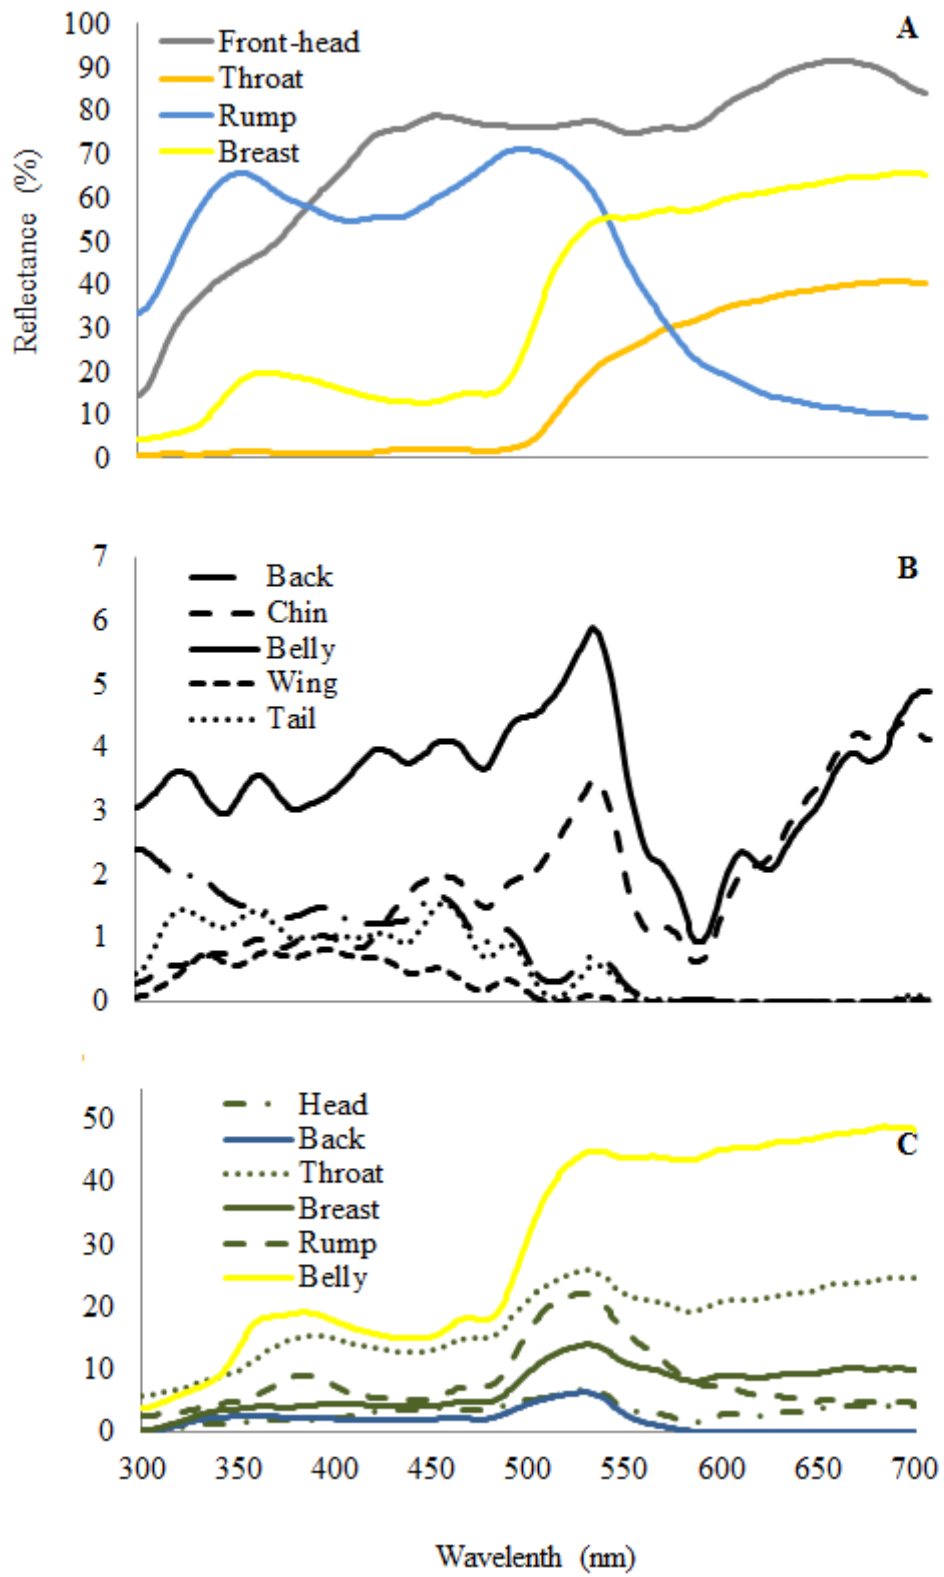 100
90
80
70
60
50
40
30
20
10
0
Reflectance (%)
Front-head
Throat
Rump
Breast
A
7
6
5
4
3
2
1
0
Back
Chin
Belly
Wing
Tail
B
50
40
30
20
10
0
Head
Back
Throat
Breast
Rump
Belly
C
300 350 400 450 500 550 600 650 700
Wavelenth (nm)